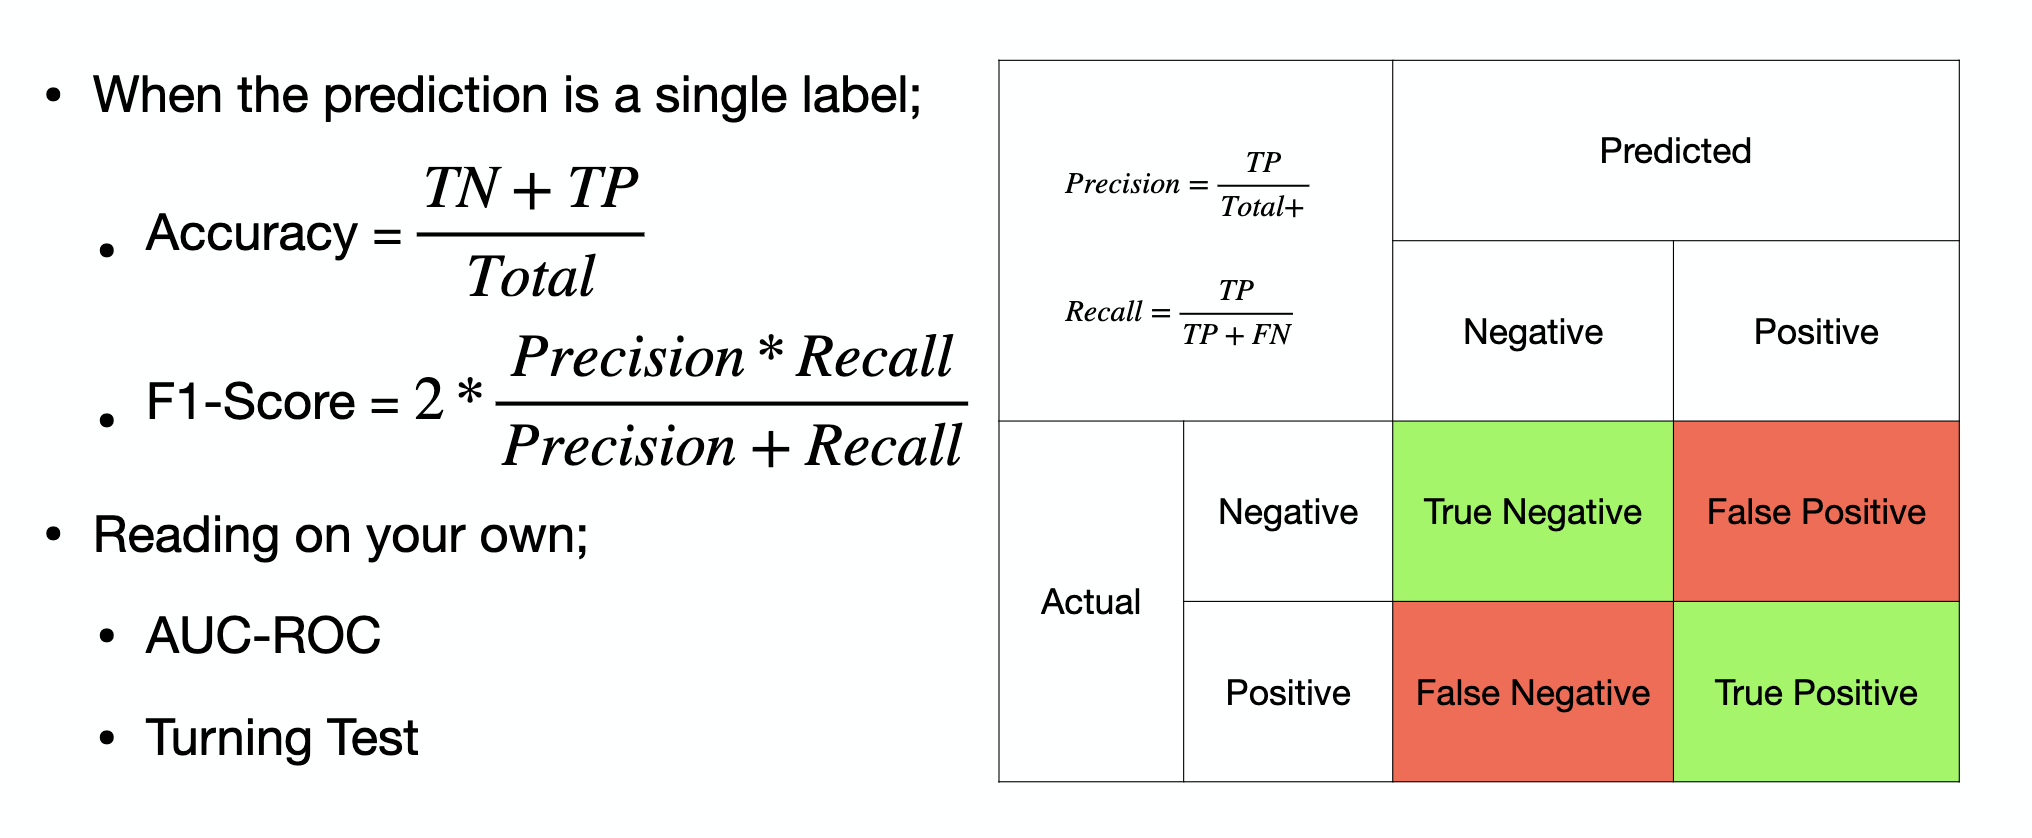 • When the prediction is a single label;
• Accuracy = \frac{TN + TP}{Total}
• F1-Score = 2 * \frac{Precision * Recall}{Precision + Recall}
• Reading on your own;
• AUC-ROC
• Turning Test
Precision = \frac{TP}{Total+}
Recall = \frac{TP}{TP + FN}
Predicted
Negative Positive
Actual
Negative True Negative False Positive
Positive False Negative True Positive